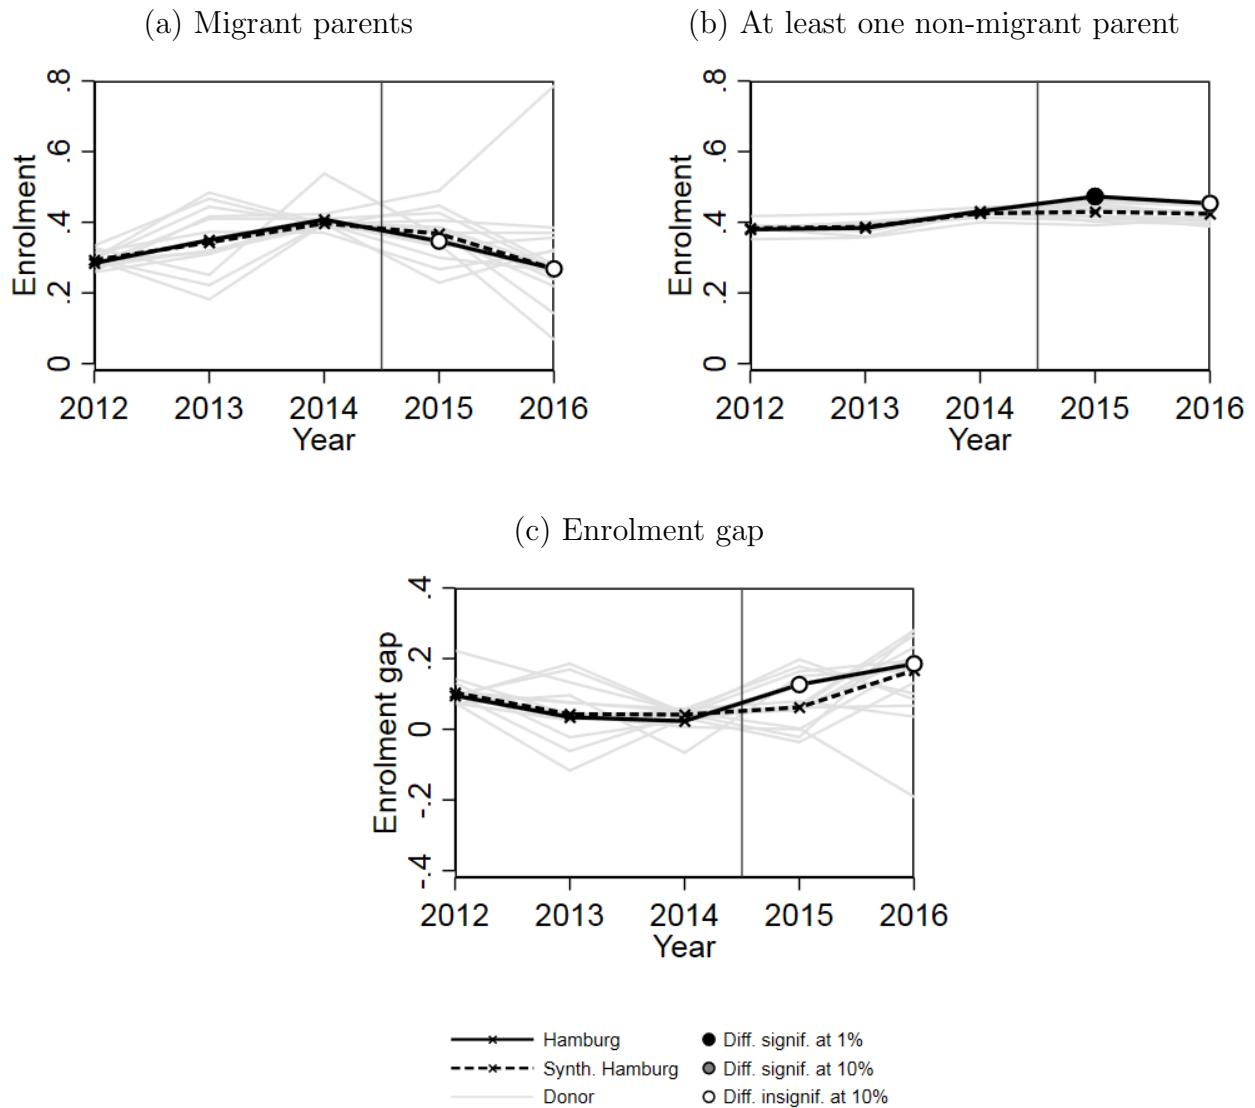 (a) Migrant parents
(b) At least one non-migrant parent
.8
.6
.4
.2
0
Enrolment
2012 2013 2014 2015 2016
Year
.8
.6
.4
.2
0
Enrolment
2012 2013 2014 2015 2016
Year
(c) Enrolment gap
.4
.2
0
-.2
-.4
Enrolment gap
2012 2013 2014 2015 2016
Year
Hamburg
Synth. Hamburg
Donor
Diff. signif. at 1%
Diff. signif. at 10%
Diff. insignif. at 10%